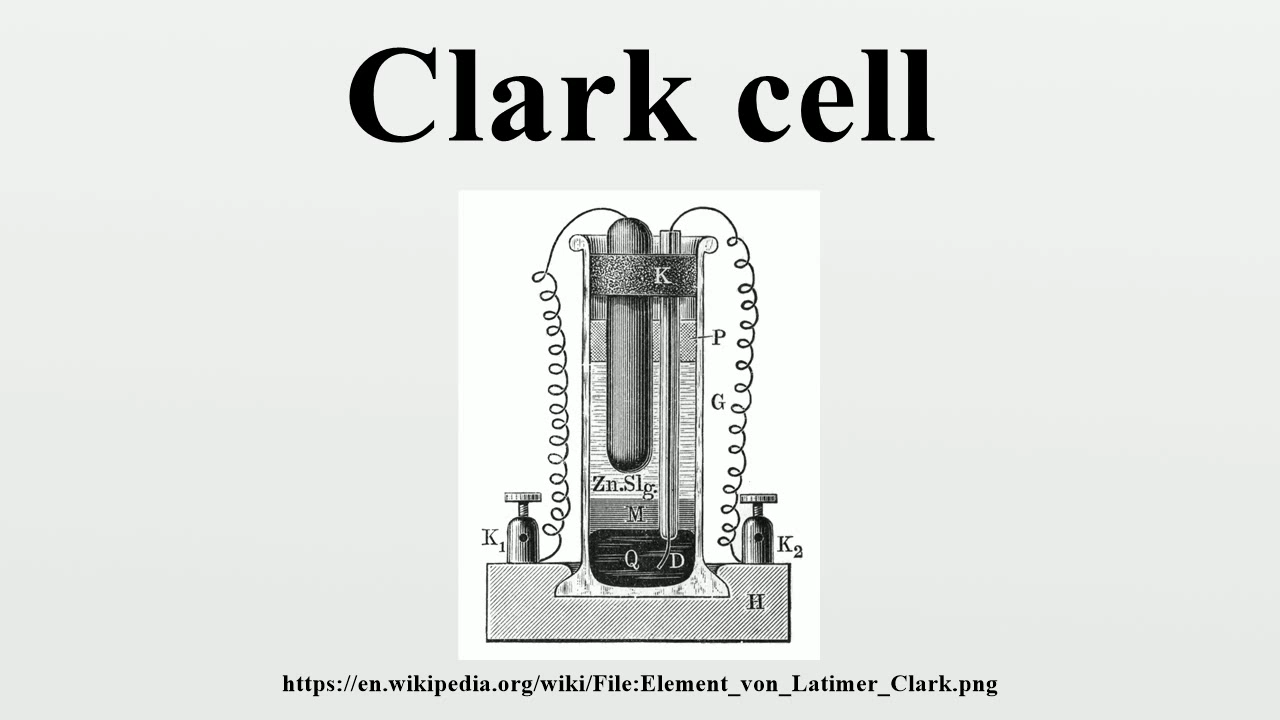 Clark cell
K
P
G
Zn.Slg.
M
K₁
K₂
Q
D
H
https://en.wikipedia.org/wiki/File:Element_von_Latimer_Clark.png